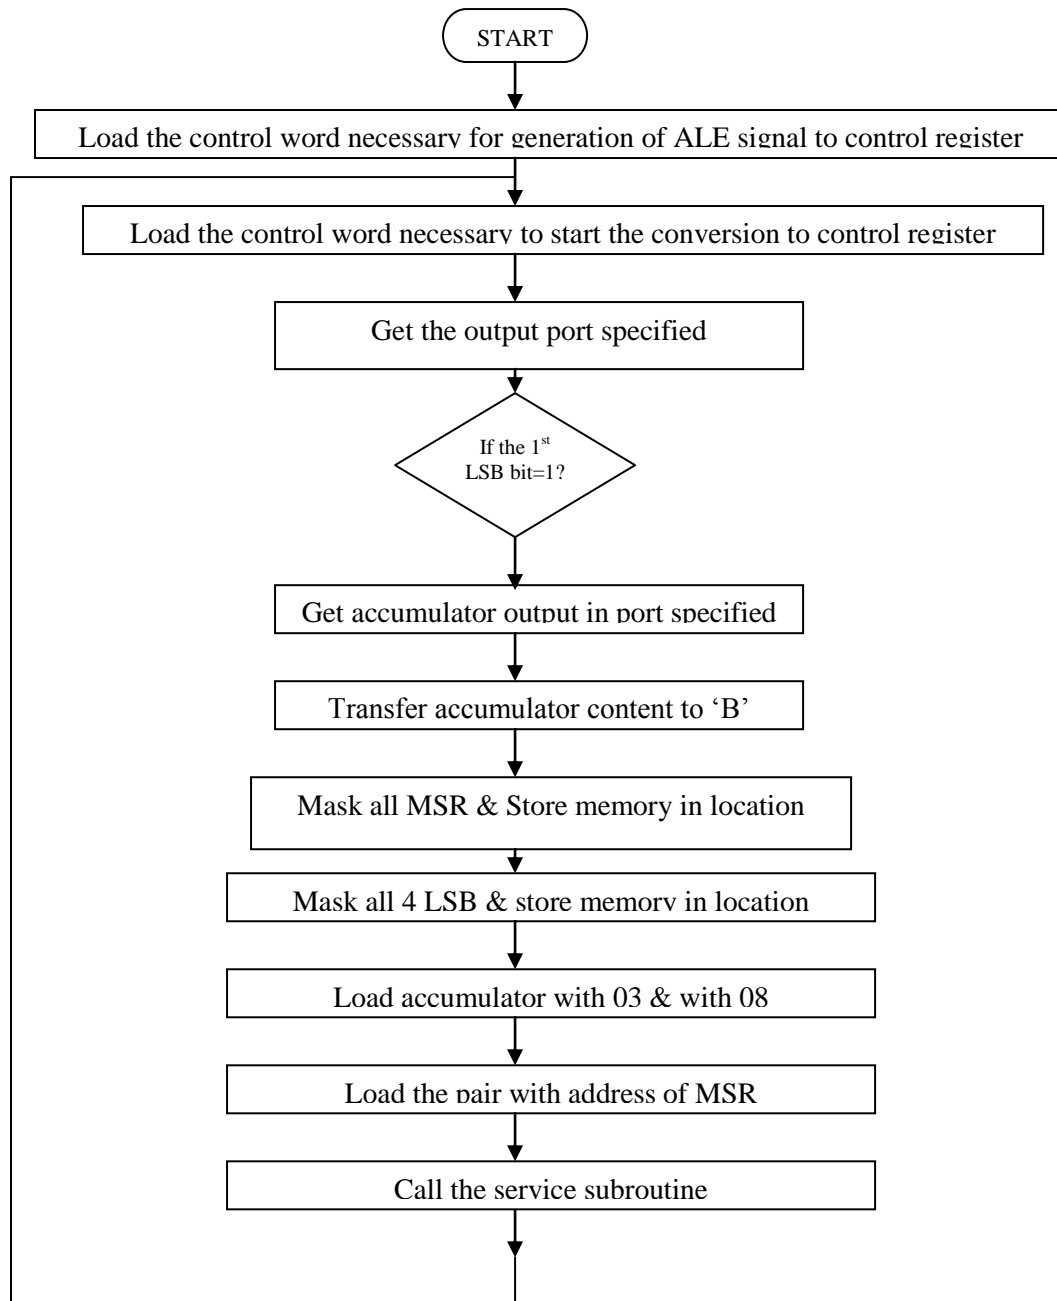 START
Load the control word necessary for generation of ALE signal to control register
Load the control word necessary to start the conversion to control register
Get the output port specified
If the 1st
LSB bit=1?
Get accumulator output in port specified
Transfer accumulator content to ‘B’
Mask all MSR & Store memory in location
Mask all 4 LSB & store memory in location
Load accumulator with 03 & with 08
Load the pair with address of MSR
Call the service subroutine